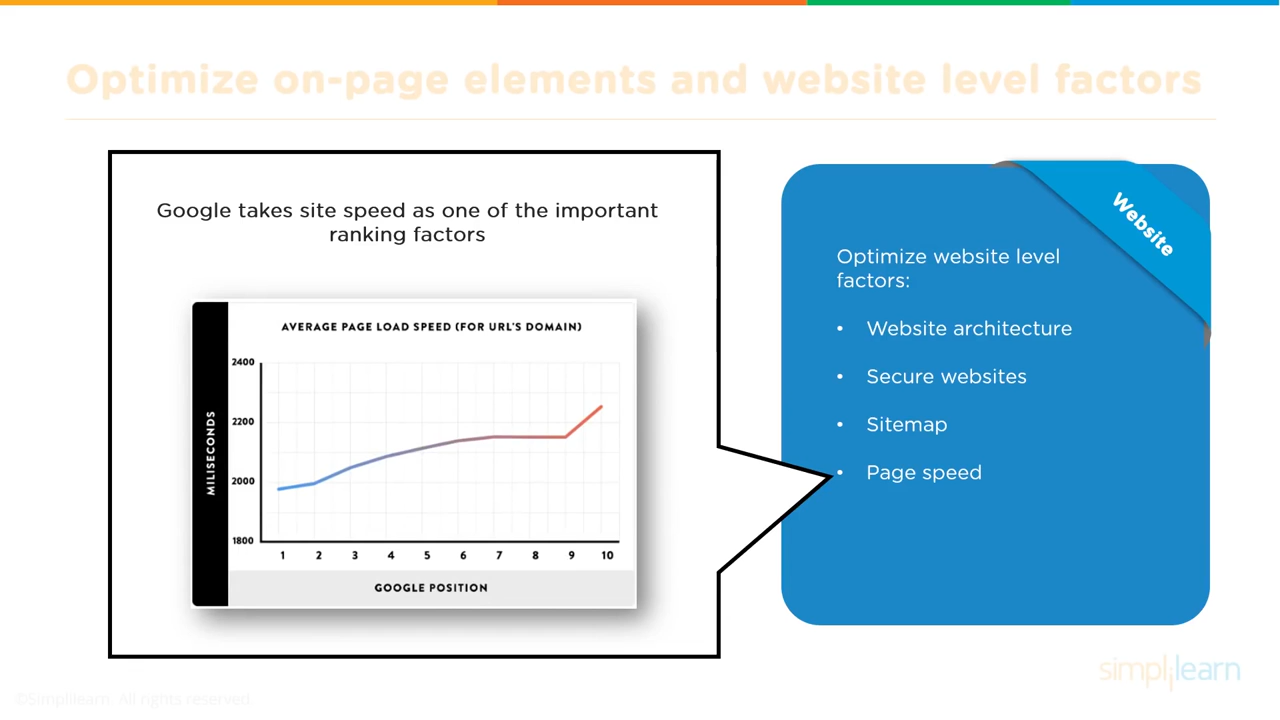 Optimize on-page elements and website level factors
Google takes site speed as one of the important
ranking factors
AVERAGE PAGE LOAD SPEED (FOR URL'S DOMAIN)
MILISECONDS
2400
2200
2000
1800
1 2 3 4 5 6 7 8 9 10
GOOGLE POSITION
Website
Optimize website level
factors:
• Website architecture
• Secure websites
• Sitemap
• Page speed
simplilearn
©Simplilearn. All rights reserved